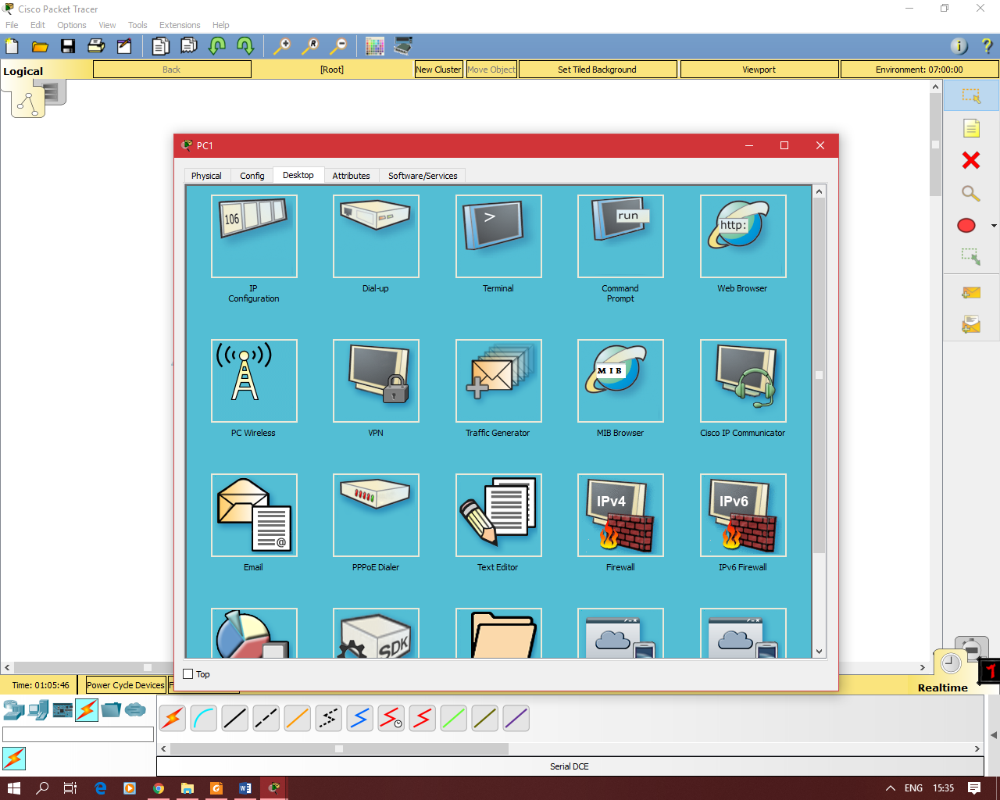 Cisco Packet Tracer
File Edit Options View Tools Extensions Help
Logical Back [Root] New Cluster Move Object Set Tiled Background Viewport Environment: 07:00:00
PC1
Physical Config Desktop Attributes Software/Services
106
>
run
http:
IP Configuration
Dial-up
Terminal
Command Prompt
Web Browser
MIB
PC Wireless
VPN
Traffic Generator
MIB Browser
Cisco IP Communicator
@
IPv4
IPv6
Email
PPPoE Dialer
Text Editor
Firewall
IPv6 Firewall
SDK
Top
Time: 01:05:46 Power Cycle Devices
Realtime
Serial DCE
ENG 15:35